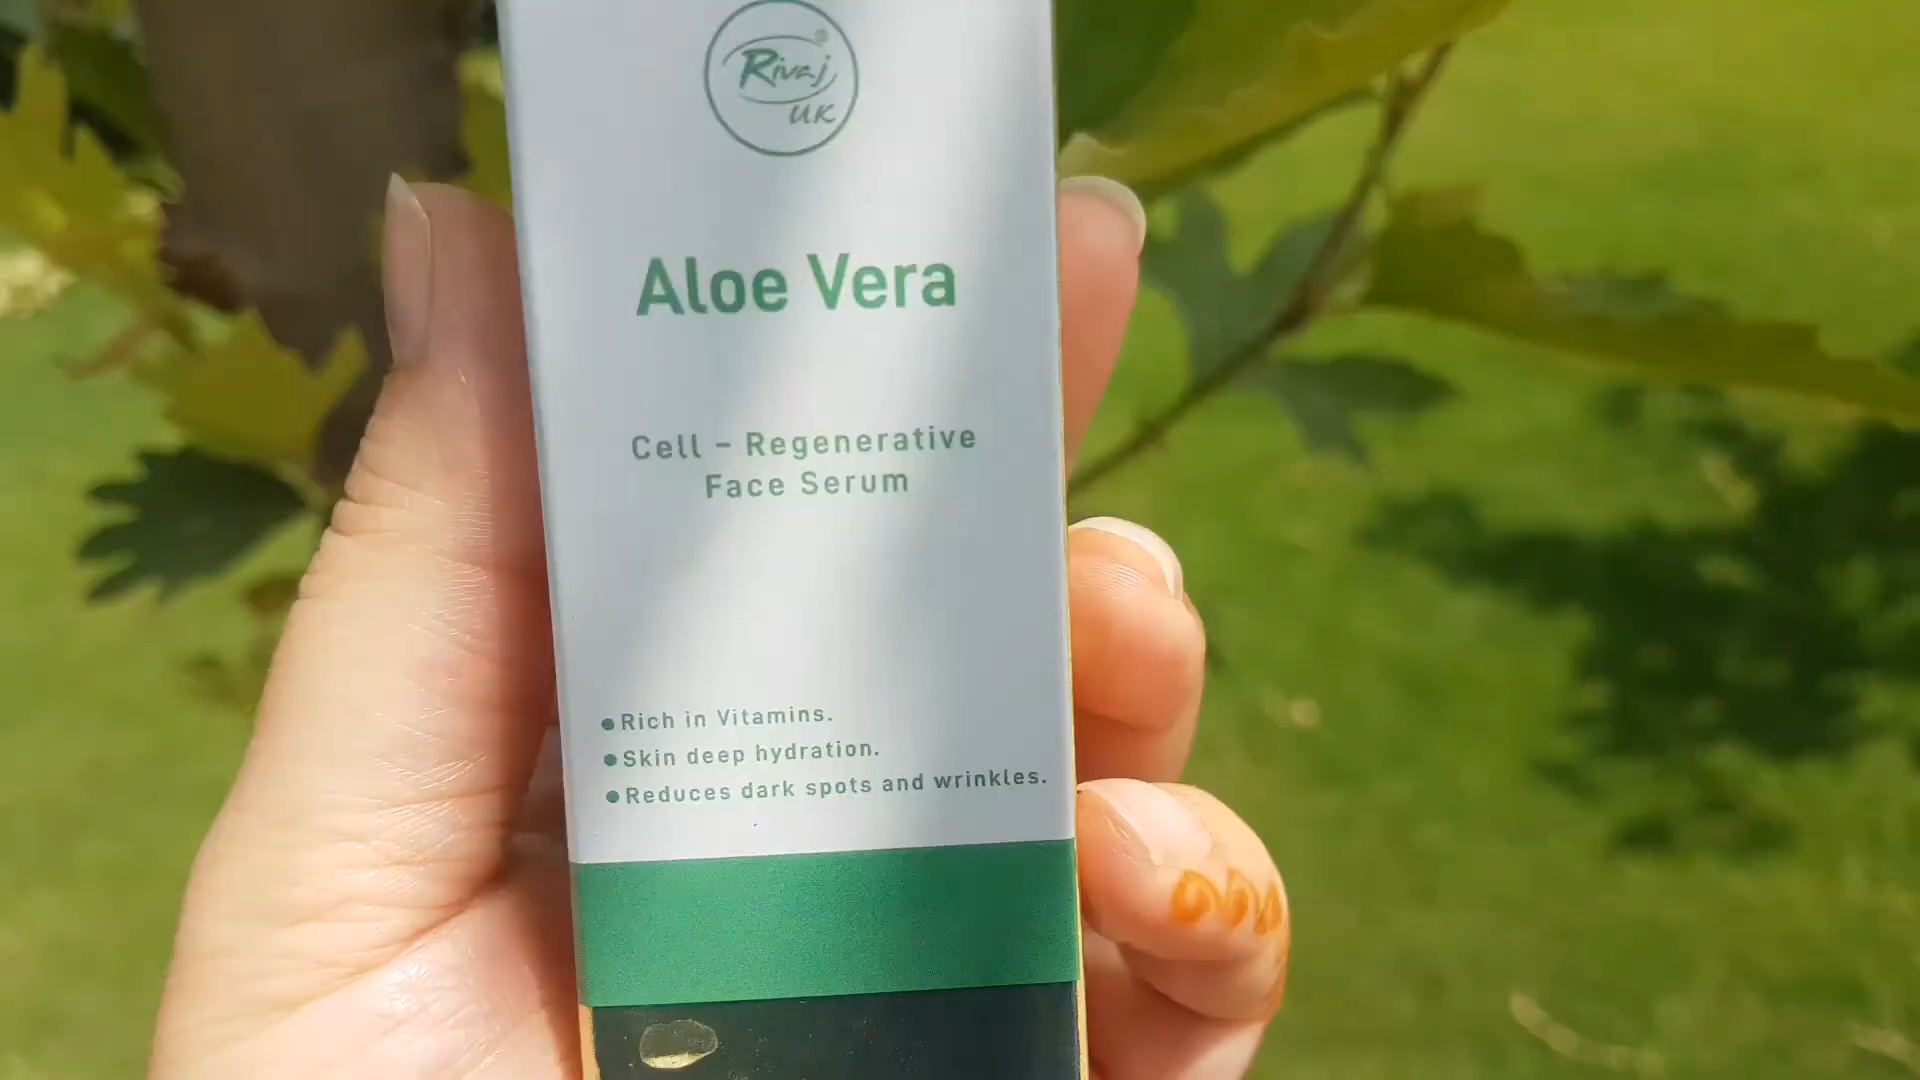 Rivaj®
UK
Aloe Vera
Cell – Regenerative
Face Serum
●Rich in Vitamins.
●Skin deep hydration.
●Reduces dark spots and wrinkles.